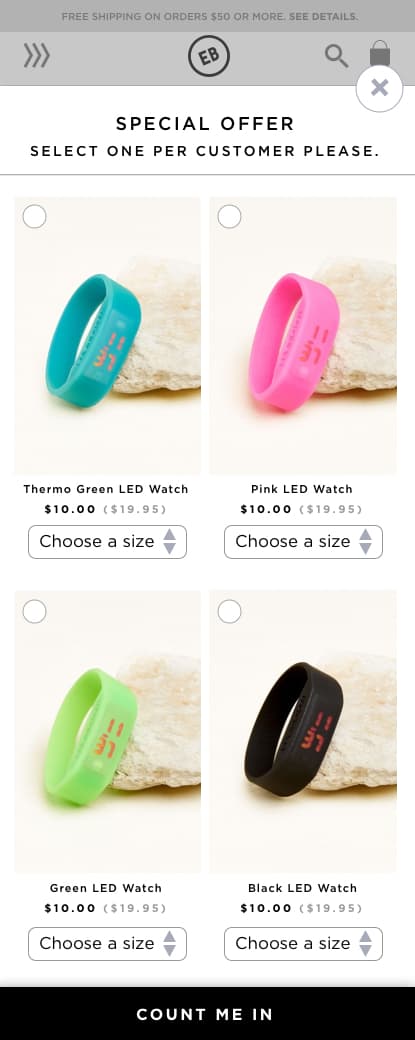 FREE SHIPPING ON ORDERS $50 OR MORE. SEE DETAILS.
EB
SPECIAL OFFER
SELECT ONE PER CUSTOMER PLEASE.
Thermo Green LED Watch
$10.00 ($19.95)
Choose a size
Pink LED Watch
$10.00 ($19.95)
Choose a size
Green LED Watch
$10.00 ($19.95)
Choose a size
Black LED Watch
$10.00 ($19.95)
Choose a size
COUNT ME IN